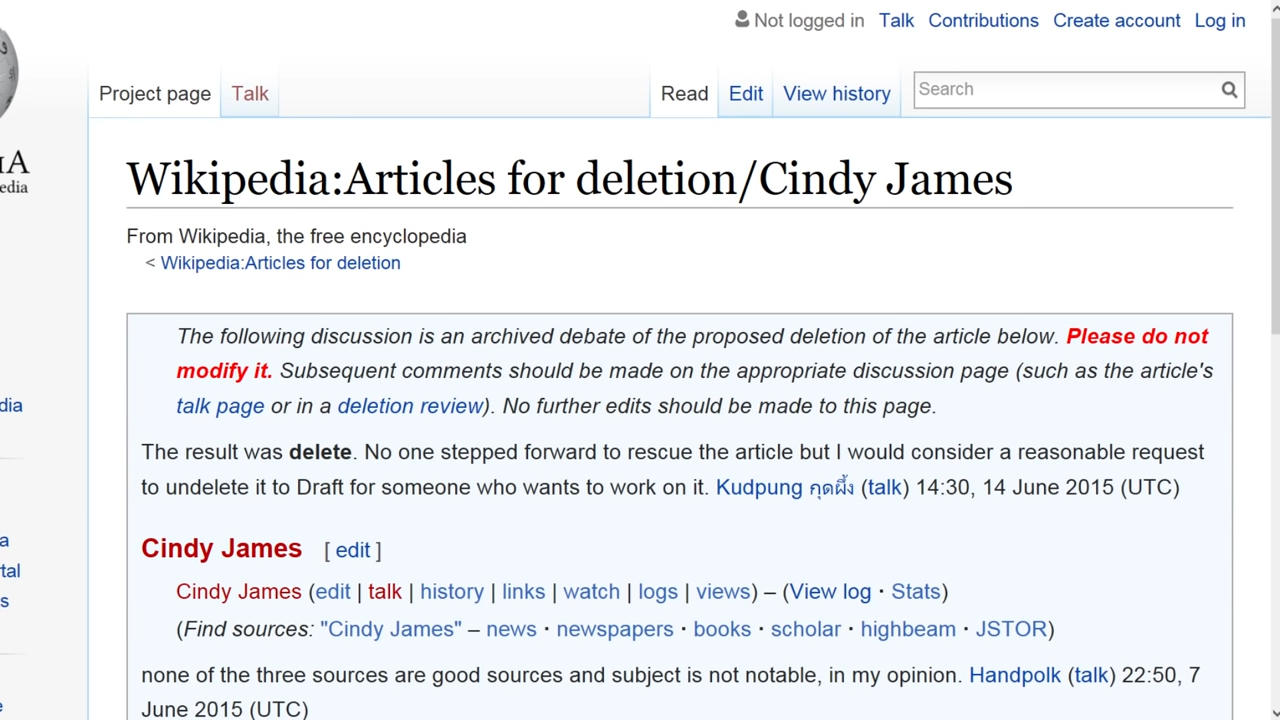 Not logged in Talk Contributions Create account Log in
Project page Talk Read Edit View history Search
Wikipedia:Articles for deletion/Cindy James
From Wikipedia, the free encyclopedia
< Wikipedia:Articles for deletion
The following discussion is an archived debate of the proposed deletion of the article below. Please do not
modify it. Subsequent comments should be made on the appropriate discussion page (such as the article's
talk page or in a deletion review). No further edits should be made to this page.
The result was delete. No one stepped forward to rescue the article but I would consider a reasonable request
to undelete it to Draft for someone who wants to work on it. Kudpung กุดผึ้ง (talk) 14:30, 14 June 2015 (UTC)
Cindy James [ edit ]
Cindy James (edit | talk | history | links | watch | logs | views) – (View log · Stats)
(Find sources: "Cindy James" – news · newspapers · books · scholar · highbeam · JSTOR)
none of the three sources are good sources and subject is not notable, in my opinion. Handpolk (talk) 22:50, 7
June 2015 (UTC)